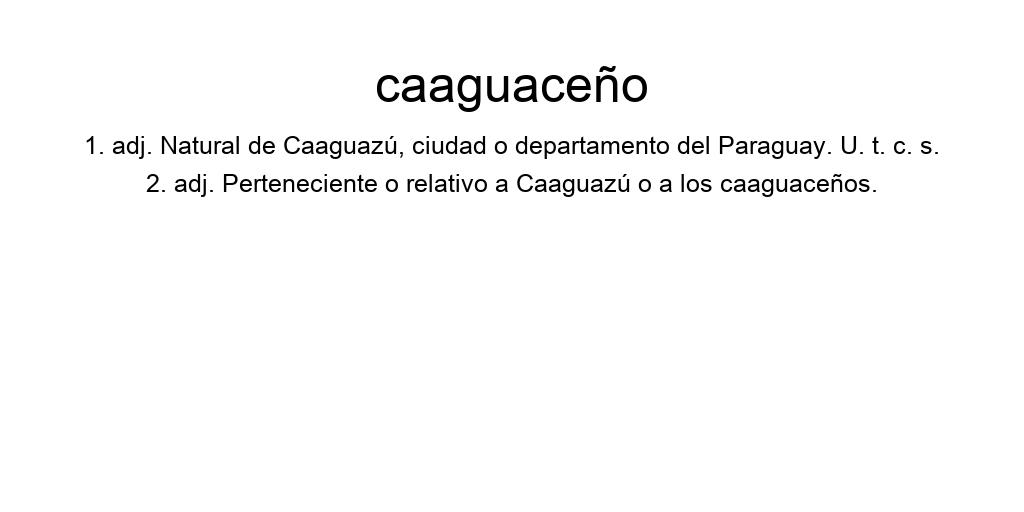 caaguaceño
1. adj. Natural de Caaguazú, ciudad o departamento del Paraguay. U. t. c. s.
2. adj. Perteneciente o relativo a Caaguazú o a los caaguaceños.